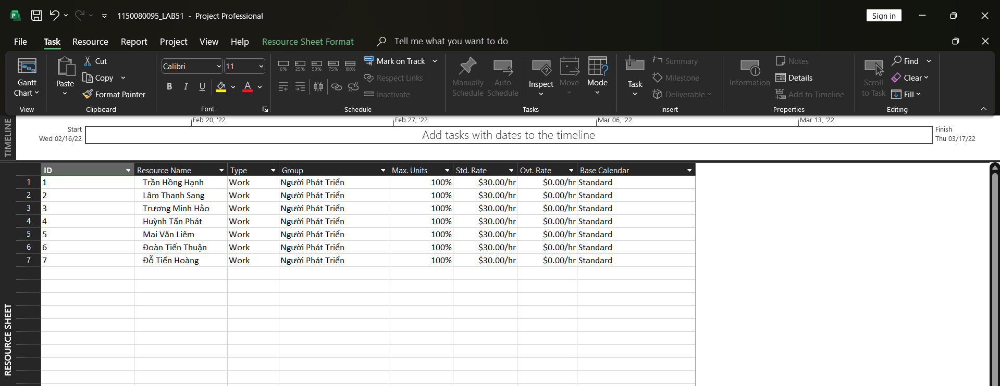 1150080095_LAB51 - Project Professional
Sign in
File Task Resource Report Project View Help Resource Sheet Format Tell me what you want to do
Gantt Chart
View
Paste
Cut
Copy
Format Painter
Clipboard
Calibri 11
B I U A
Font
0% 25% 50% 75% 100%
Mark on Track
Respect Links
Inactivate
Schedule
Manually Schedule
Auto Schedule
Inspect
Move
Mode
Tasks
Task
Summary
Milestone
Deliverable
Insert
Information
Notes
Details
Add to Timeline
Properties
Scroll to Task
Find
Clear
Fill
Editing
TIMELINE
Feb 20, '22 Feb 27, '22 Mar 06, '22 Mar 13, '22
Start
Wed 02/16/22
Add tasks with dates to the timeline
Finish
Thu 03/17/22
ID Resource Name Type Group Max. Units Std. Rate Ovt. Rate Base Calendar
1 1 Trần Hồng Hạnh Work Người Phát Triển 100% $30.00/hr $0.00/hr Standard
2 2 Lâm Thanh Sang Work Người Phát Triển 100% $30.00/hr $0.00/hr Standard
3 3 Trương Minh Hảo Work Người Phát Triển 100% $30.00/hr $0.00/hr Standard
4 4 Huỳnh Tấn Phát Work Người Phát Triển 100% $30.00/hr $0.00/hr Standard
5 5 Mai Văn Liêm Work Người Phát Triển 100% $30.00/hr $0.00/hr Standard
6 6 Đoàn Tiến Thuận Work Người Phát Triển 100% $30.00/hr $0.00/hr Standard
7 7 Đỗ Tiến Hoàng Work Người Phát Triển 100% $30.00/hr $0.00/hr Standard
RESOURCE SHEET